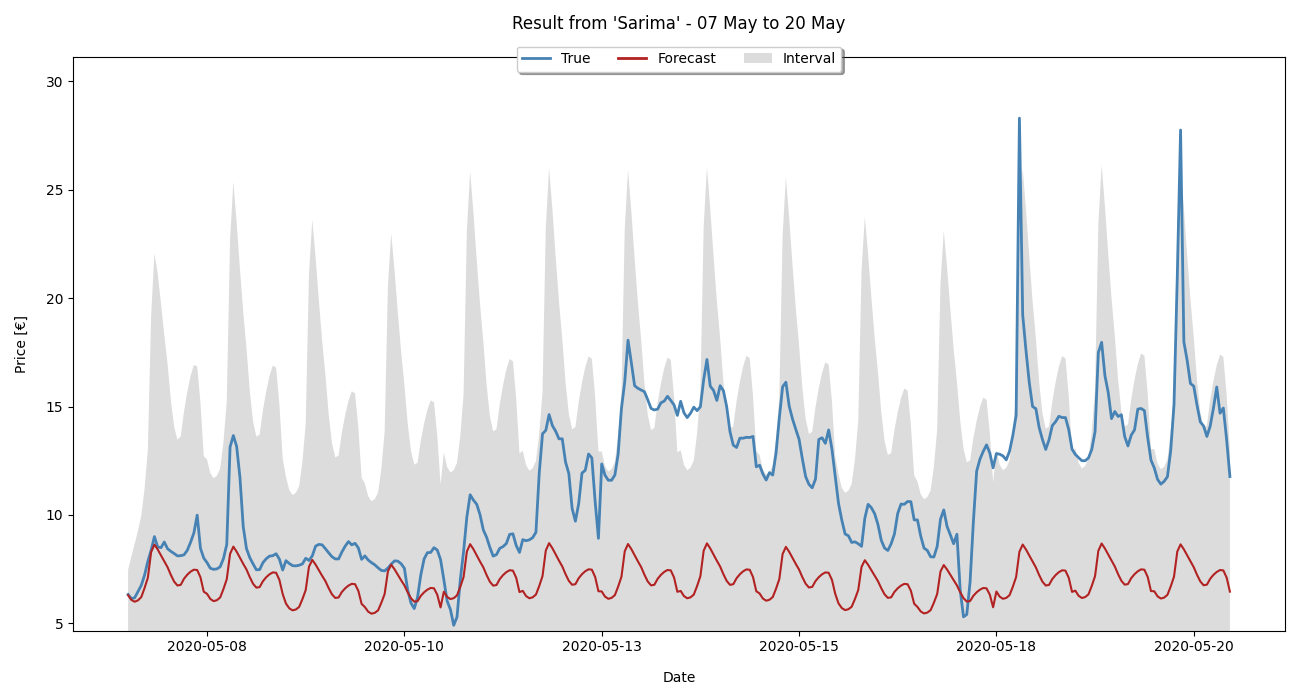 Result from 'Sarima' - 07 May to 20 May
True Forecast Interval
30
25
20
15
10
5
Price [€]
2020-05-08 2020-05-10 2020-05-13 2020-05-15 2020-05-18 2020-05-20
Date